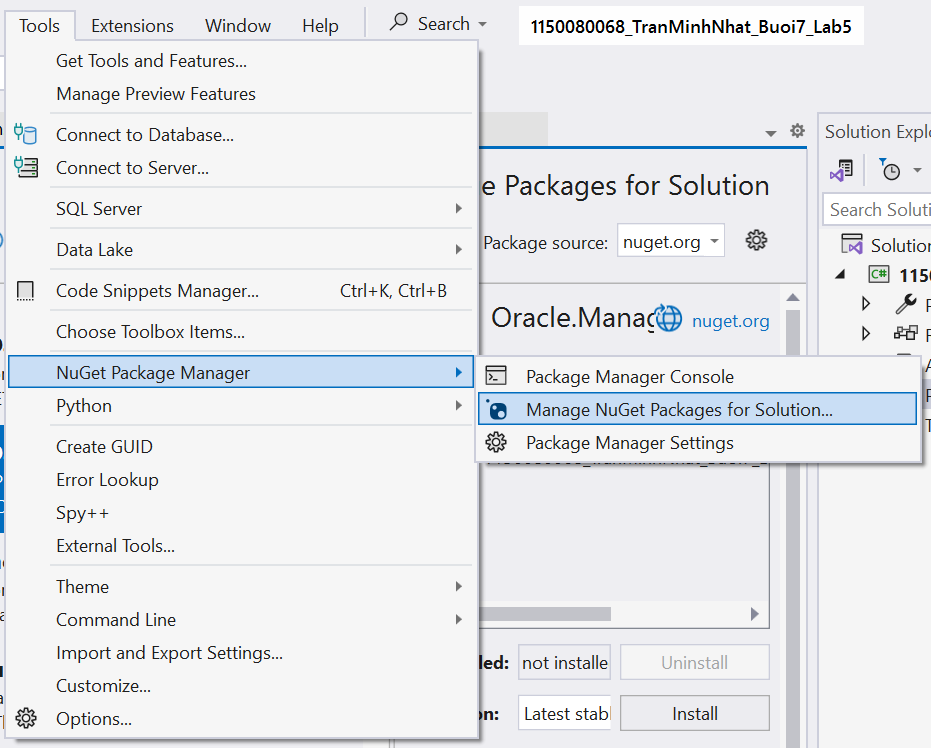 Tools Extensions Window Help Search 1150080068_TranMinhNhat_Buoi7_Lab5
Get Tools and Features...
Manage Preview Features
Connect to Database...
Connect to Server...
SQL Server
Data Lake
Code Snippets Manager... Ctrl+K, Ctrl+B
Choose Toolbox Items...
NuGet Package Manager
Python
Create GUID
Error Lookup
Spy++
External Tools...
Theme
Command Line
Import and Export Settings...
Customize...
Options...
Package Manager Console
Manage NuGet Packages for Solution...
Package Manager Settings
e Packages for Solution
Package source: nuget.org
Oracle.Manag nuget.org
led: not installe Uninstall
on: Latest stabl Install
Solution Explo
Search Soluti
Solution
C# 115